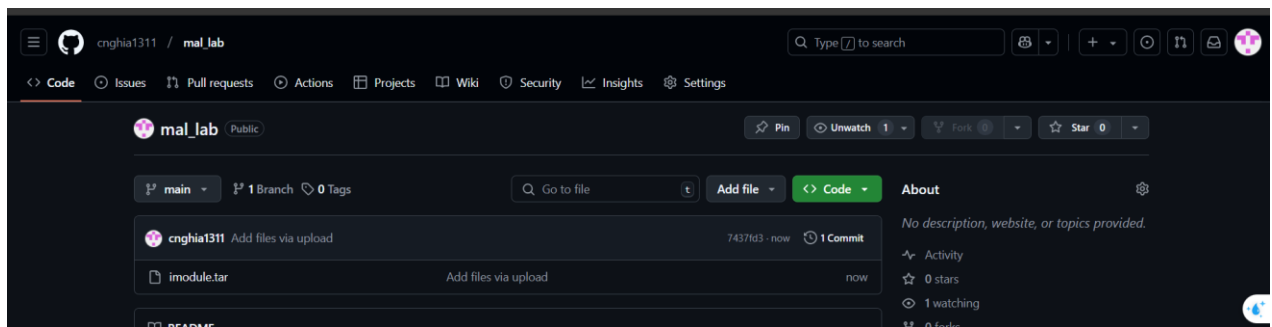 cnghia1311 / mal_lab
Type / to search
Code Issues Pull requests Actions Projects Wiki Security Insights Settings
mal_lab Public
Pin Unwatch 1 Fork 0 Star 0
main 1 Branch 0 Tags
Go to file t Add file Code
About
No description, website, or topics provided.
cnghia1311 Add files via upload 7437fd3 · now 1 Commit
Activity
imodule.tar Add files via upload now
0 stars
1 watching
README
0 forks